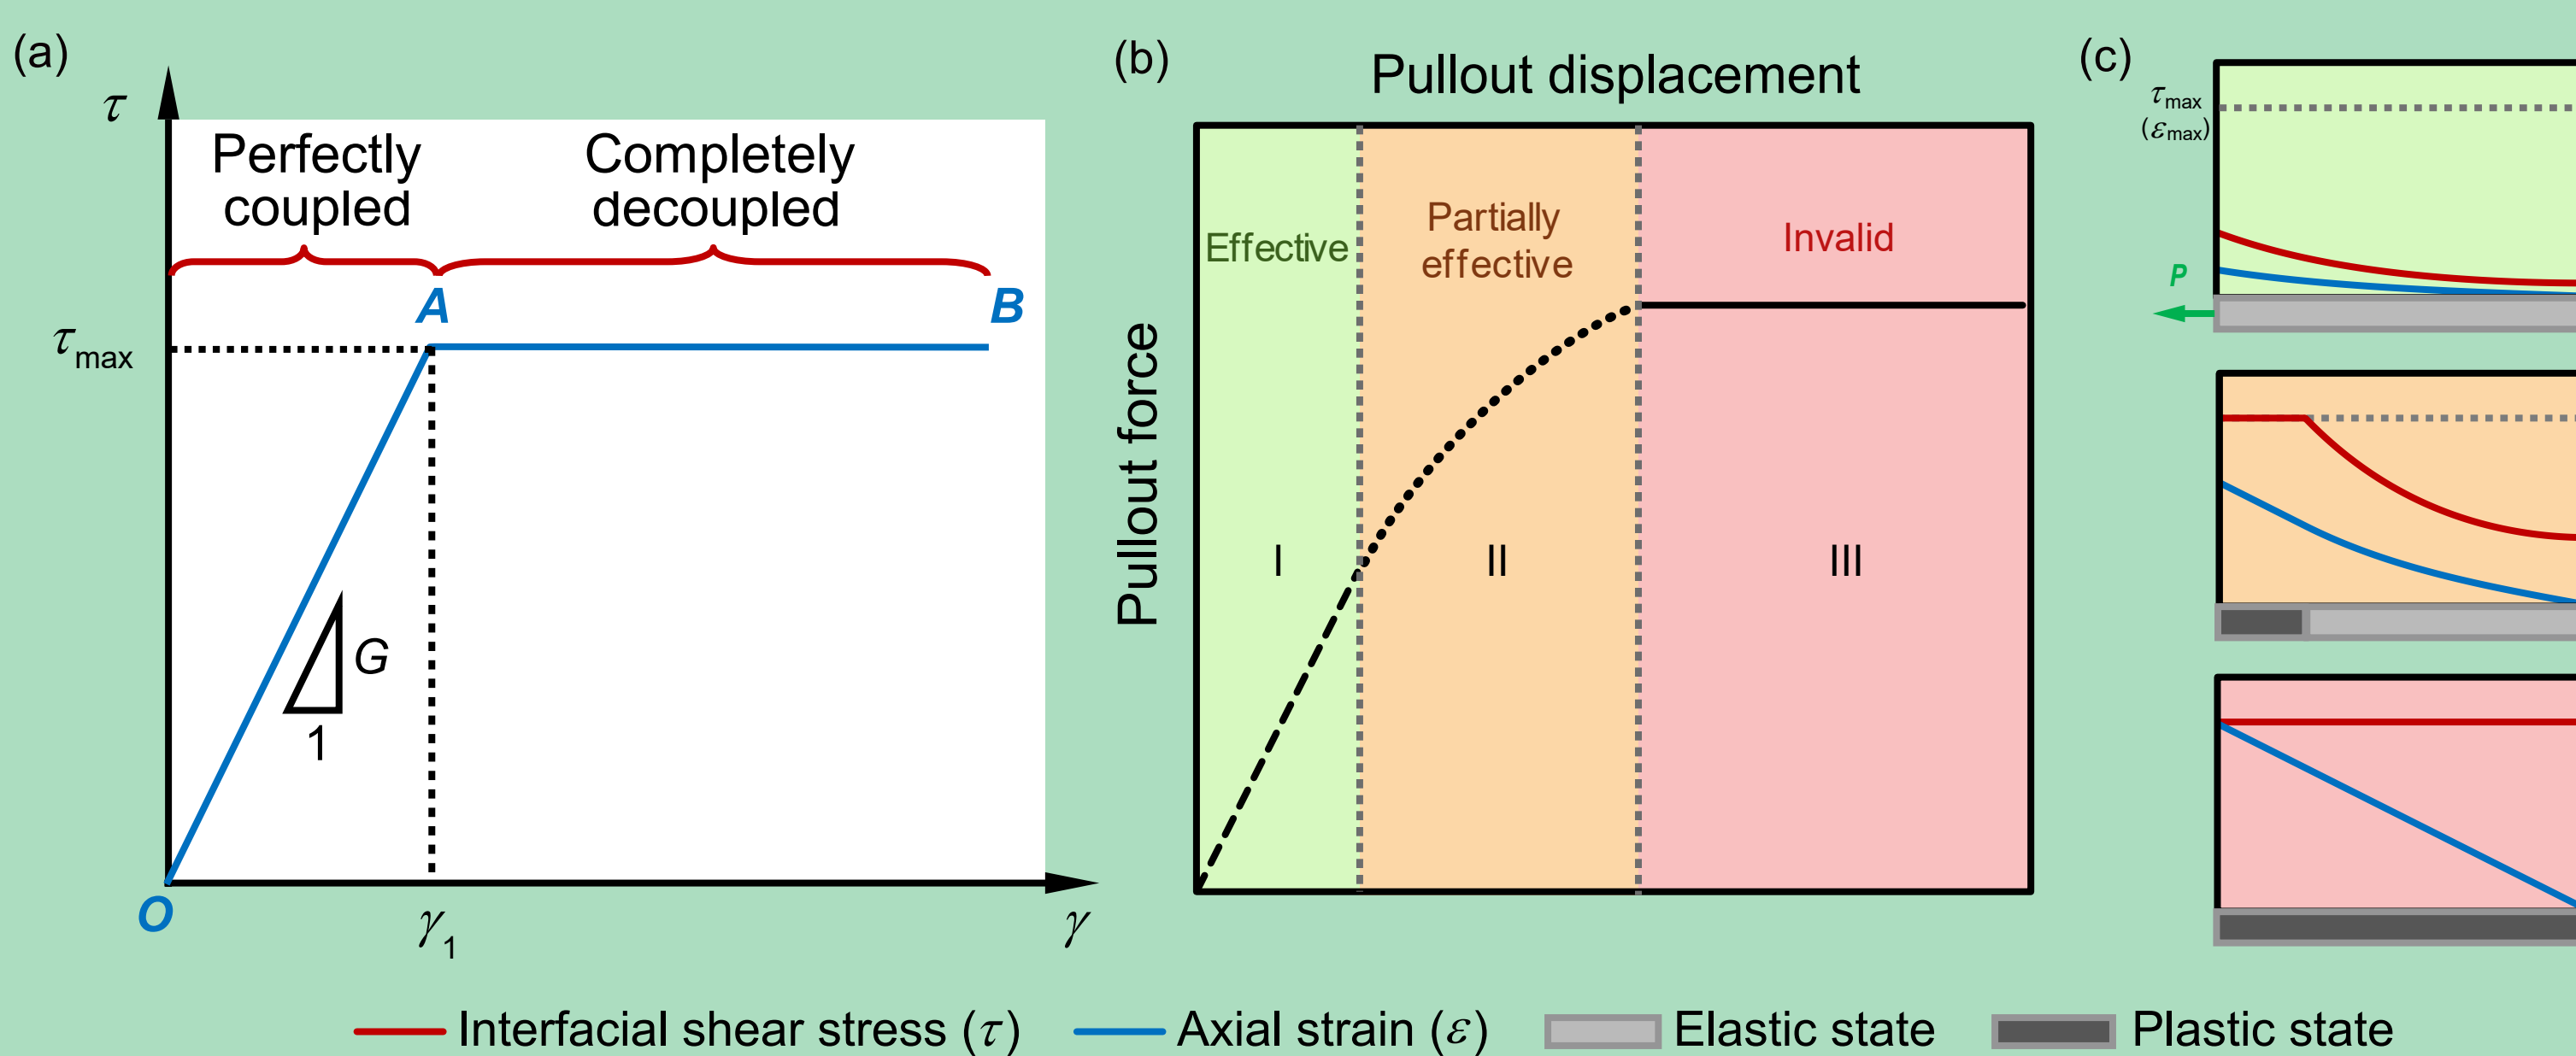 (a)
τ
Perfectly
coupled
Completely
decoupled
A
B
τmax
G
1
O
γ1
γ
(b)
Pullout displacement
Pullout force
Effective
Partially
effective
Invalid
I
II
III
(c)
τmax
(εmax)
P
Interfacial shear stress (τ)
Axial strain (ε)
Elastic state
Plastic state